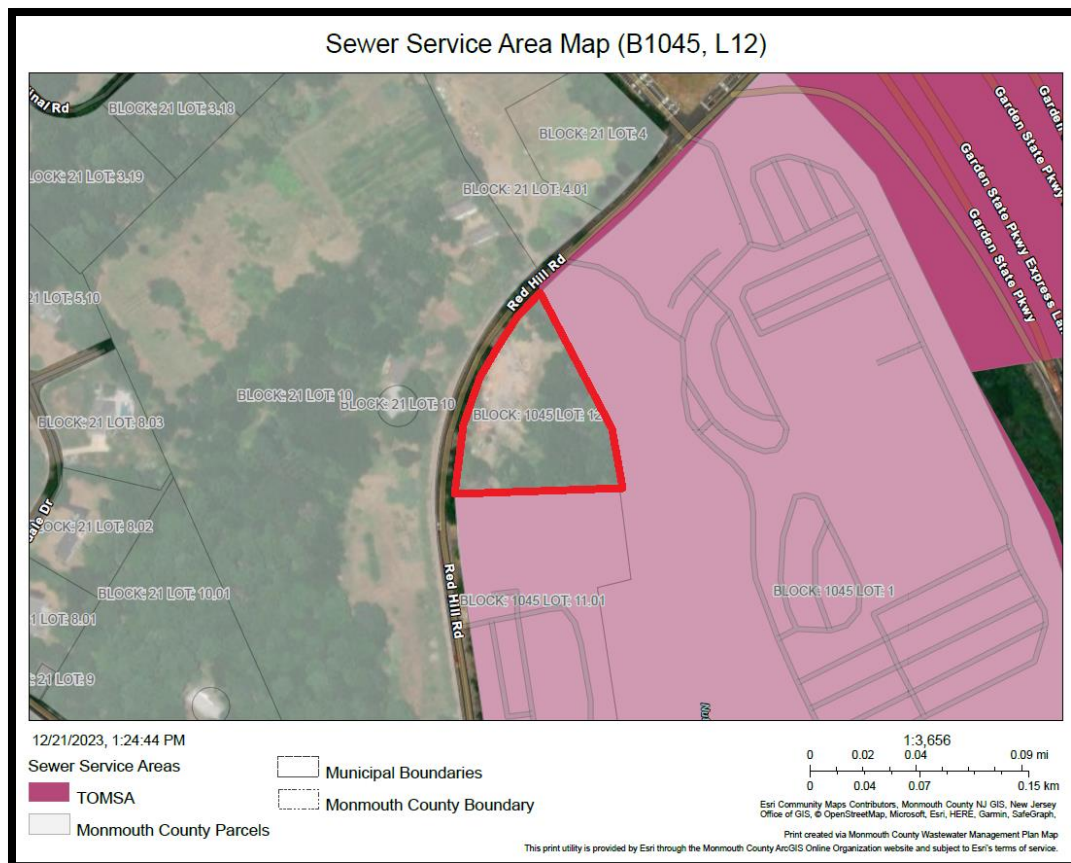 Sewer Service Area Map (B1045, L12)
inal Rd
BLOCK: 21 LOT: 3.18
BLOCK: 21 LOT: 4
LOCK: 21 LOT: 3.19
BLOCK: 21 LOT: 4.01
Garden State Pkwy
Garden St
Garden State Pkwy Express La
Garden State Pkwy
Red Hill Rd
21 LOT: 5.10
BLOCK: 21 LOT: 10
BLOCK: 21 LOT: 10
BLOCK: 1045 LOT: 12
BLOCK: 21 LOT: 8.03
dale Dr
OCK: 21 LOT: 8.02
BLOCK: 21 LOT: 10.01
Red Hill Rd
BLOCK: 1045 LOT: 11.01
BLOCK: 1045 LOT: 1
1 LOT: 8.01
: 21 LOT: 9
12/21/2023, 1:24:44 PM
Sewer Service Areas
TOMSA
Monmouth County Parcels
Municipal Boundaries
Monmouth County Boundary
1:3,656
0 0.02 0.04 0.09 mi
0 0.04 0.07 0.15 km
Esri Community Maps Contributors, Monmouth County NJ GIS, New Jersey
Office of GIS, © OpenStreetMap, Microsoft, Esri, HERE, Garmin, SafeGraph,
Print created via Monmouth County Wastewater Management Plan Map
This print utility is provided by Esri through the Monmouth County ArcGIS Online Organization website and subject to Esri's terms of service.